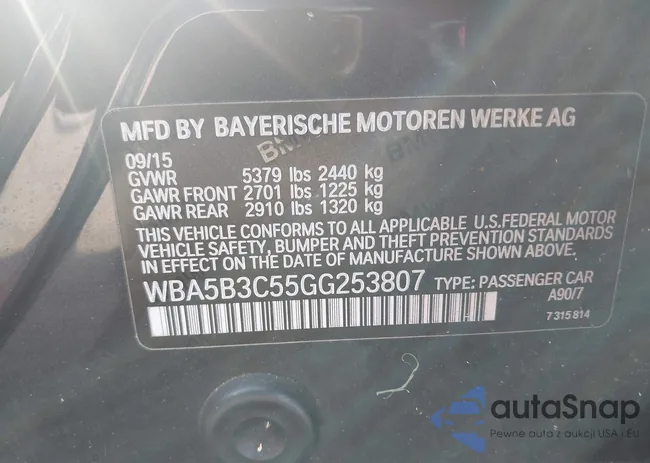 MFD BY BAYERISCHE MOTOREN WERKE AG
09/15
GVWR 5379 lbs 2440 kg
GAWR FRONT 2701 lbs 1225 kg
GAWR REAR 2910 lbs 1320 kg
THIS VEHICLE CONFORMS TO ALL APPLICABLE U.S.FEDERAL MOTOR
VEHICLE SAFETY, BUMPER AND THEFT PREVENTION STANDARDS
IN EFFECT ON THE DATE OF MANUFACTURE SHOWN ABOVE.
WBA5B3C55GG253807 TYPE: PASSENGER CAR
A90/7
7 315 814
autaSnap
Pewne auta z aukcji USA i EU